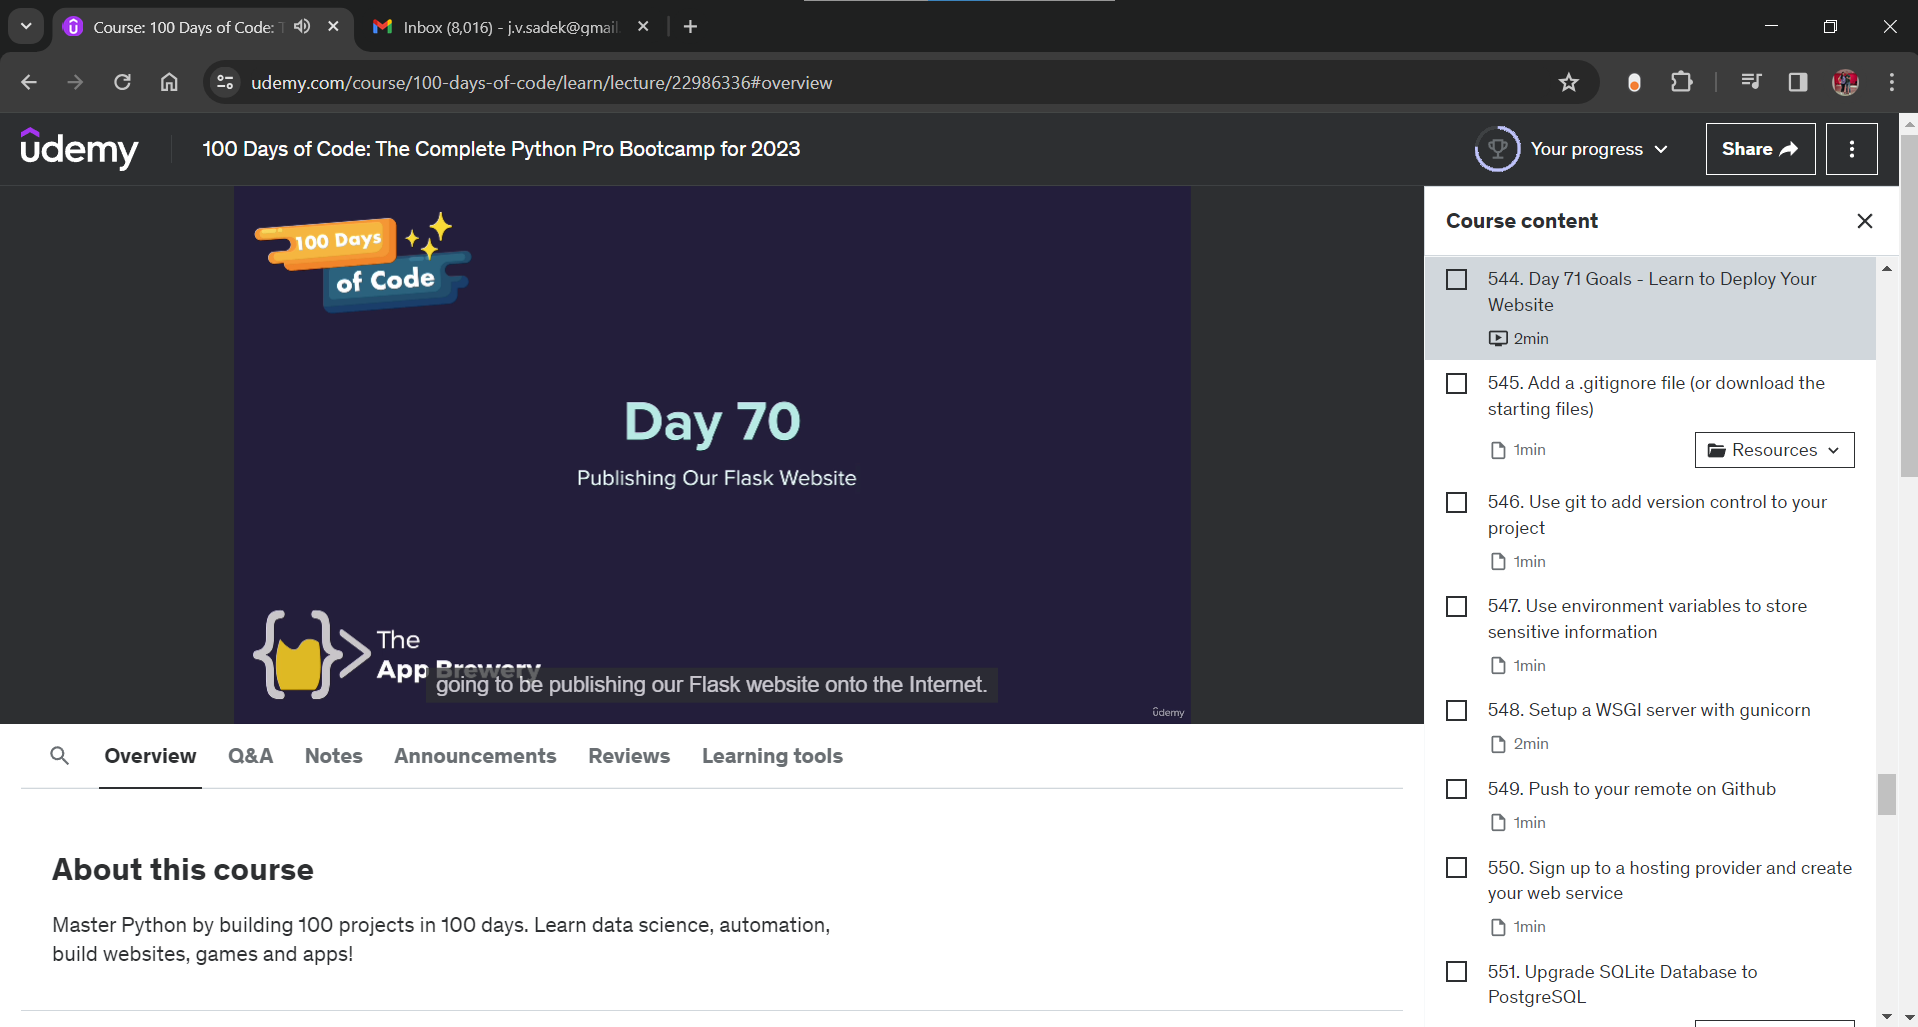 Course: 100 Days of Code:
Inbox (8,016) - j.v.sadek@gmail.
udemy.com/course/100-days-of-code/learn/lecture/22986336#overview
udemy
100 Days of Code: The Complete Python Pro Bootcamp for 2023
Your progress
Share
100 Days
of Code
Day 70
Publishing Our Flask Website
The
App Brewery
going to be publishing our Flask website onto the Internet.
udemy
Course content
544. Day 71 Goals - Learn to Deploy Your
Website
2min
545. Add a .gitignore file (or download the
starting files)
1min
Resources
546. Use git to add version control to your
project
1min
547. Use environment variables to store
sensitive information
1min
548. Setup a WSGI server with gunicorn
2min
549. Push to your remote on Github
1min
550. Sign up to a hosting provider and create
your web service
1min
551. Upgrade SQLite Database to
PostgreSQL
Overview
Q&A
Notes
Announcements
Reviews
Learning tools
About this course
Master Python by building 100 projects in 100 days. Learn data science, automation,
build websites, games and apps!